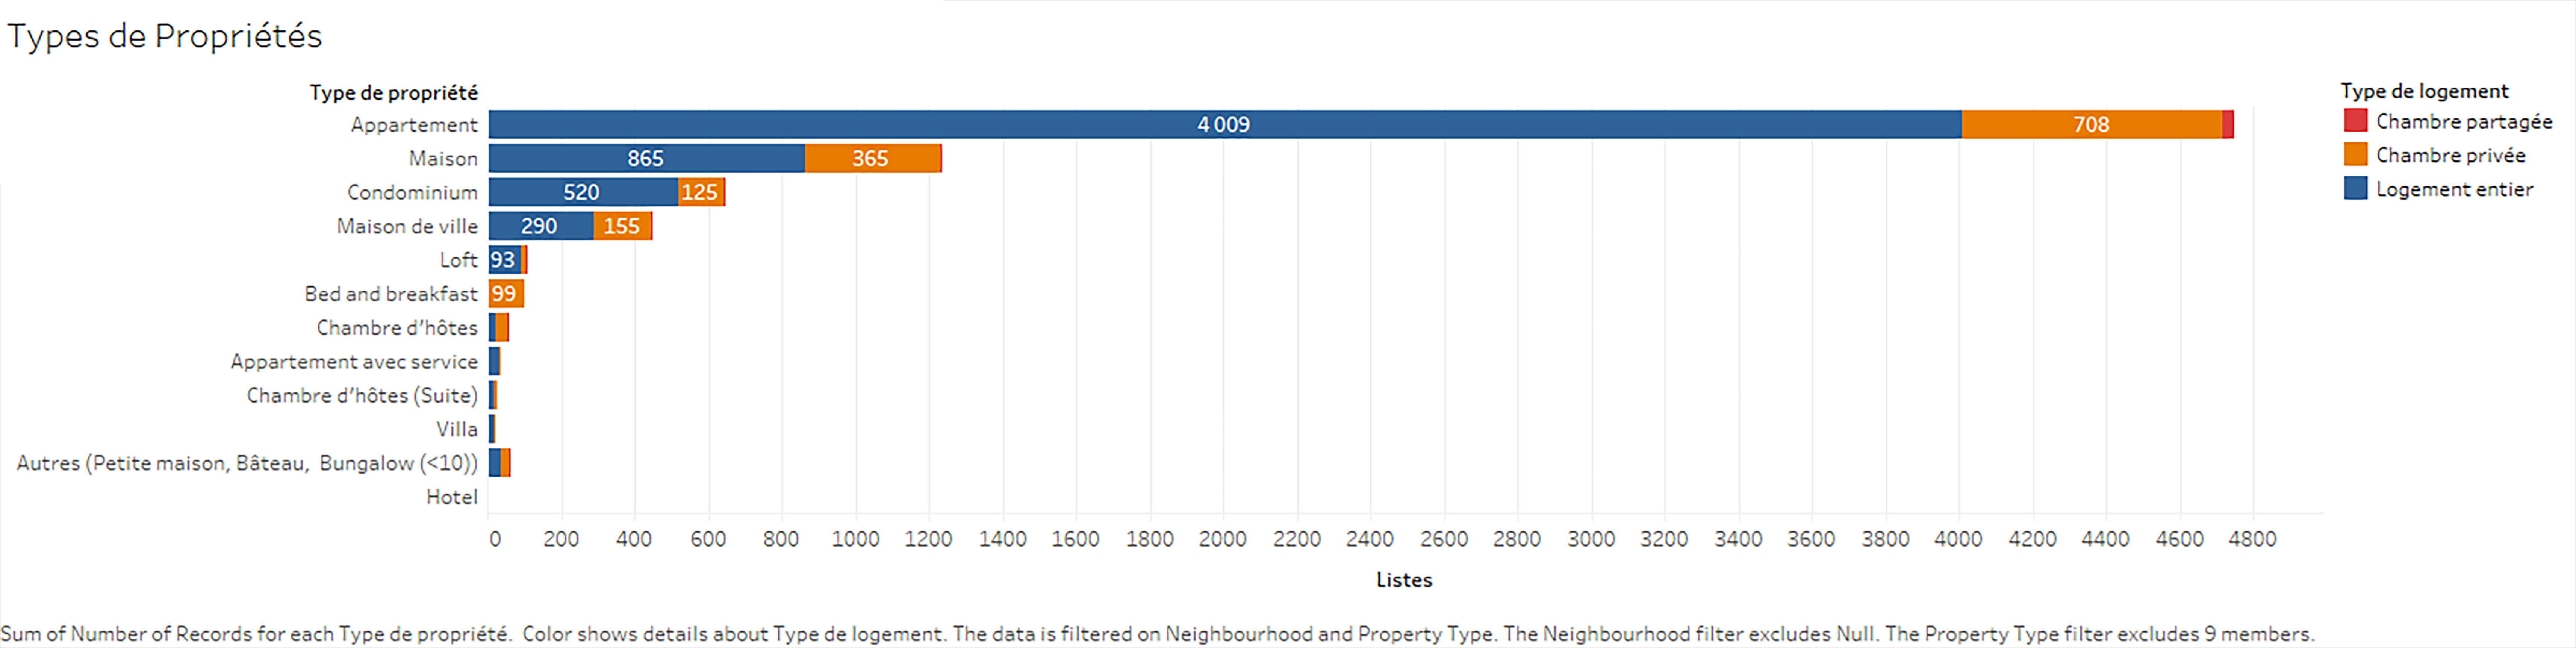 Types de Propriétés
Type de propriété
Type de logement
Appartement 4 009 708
Chambre partagée
Maison 865 365
Chambre privée
Condominium 520 125
Logement entier
Maison de ville 290 155
Loft 93
Bed and breakfast 99
Chambre d’hôtes
Appartement avec service
Chambre d’hôtes (Suite)
Villa
Autres (Petite maison, Bâteau, Bungalow (<10))
Hotel
0 200 400 600 800 1000 1200 1400 1600 1800 2000 2200 2400 2600 2800 3000 3200 3400 3600 3800 4000 4200 4400 4600 4800
Listes
Sum of Number of Records for each Type de propriété. Color shows details about Type de logement. The data is filtered on Neighbourhood and Property Type. The Neighbourhood filter excludes Null. The Property Type filter excludes 9 members.